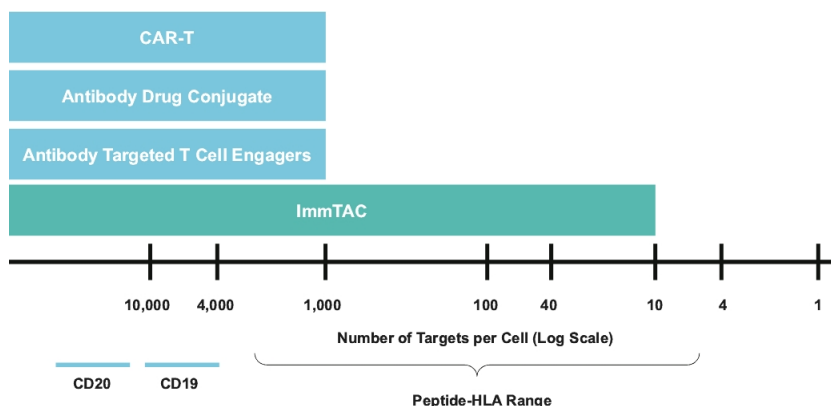 CAR-T
Antibody Drug Conjugate
Antibody Targeted T Cell Engagers
ImmTAC
10,000 4,000 1,000 100 40 10 4 1
Number of Targets per Cell (Log Scale)
CD20 CD19
Peptide-HLA Range